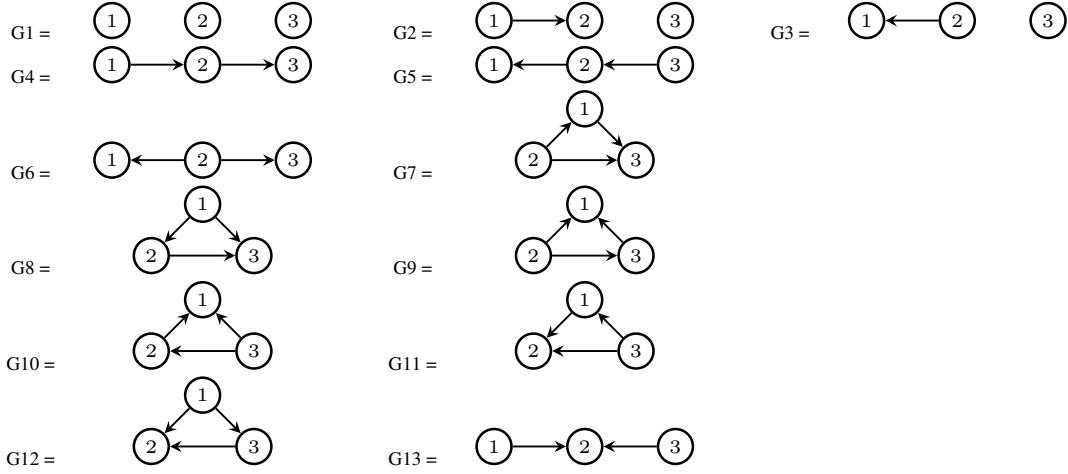 G1 = 1 2 3 G2 = 1 2 3 G3 = 1 2 3
G4 = 1 2 3 G5 = 1 2 3
1 1
G6 = 1 2 3 G7 = 2 3
1 1
2 3 2 3
G8 = G9 =
1 1
2 3 2 3
G10 = G11 =
1
2 3
G12 = G13 = 1 2 3